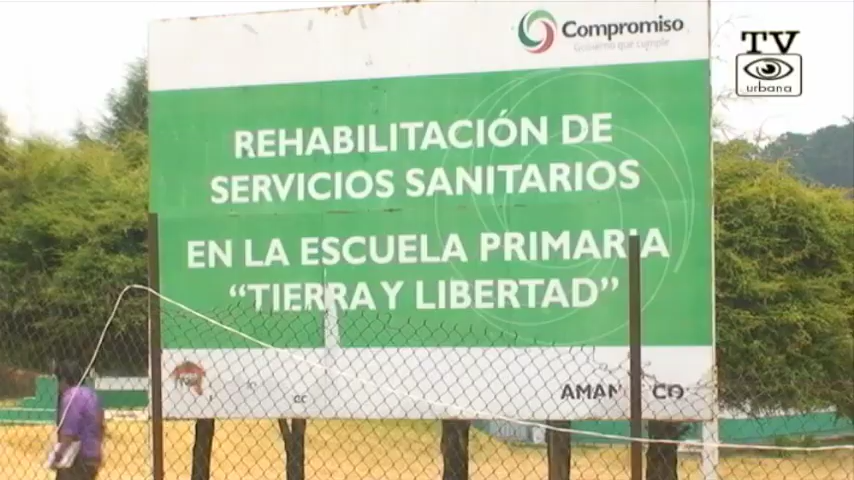 Compromiso
Gobierno que cumple
TV
urbana
REHABILITACIÓN DE
SERVICIOS SANITARIOS
EN LA ESCUELA PRIMARIA
“TIERRA Y LIBERTAD”